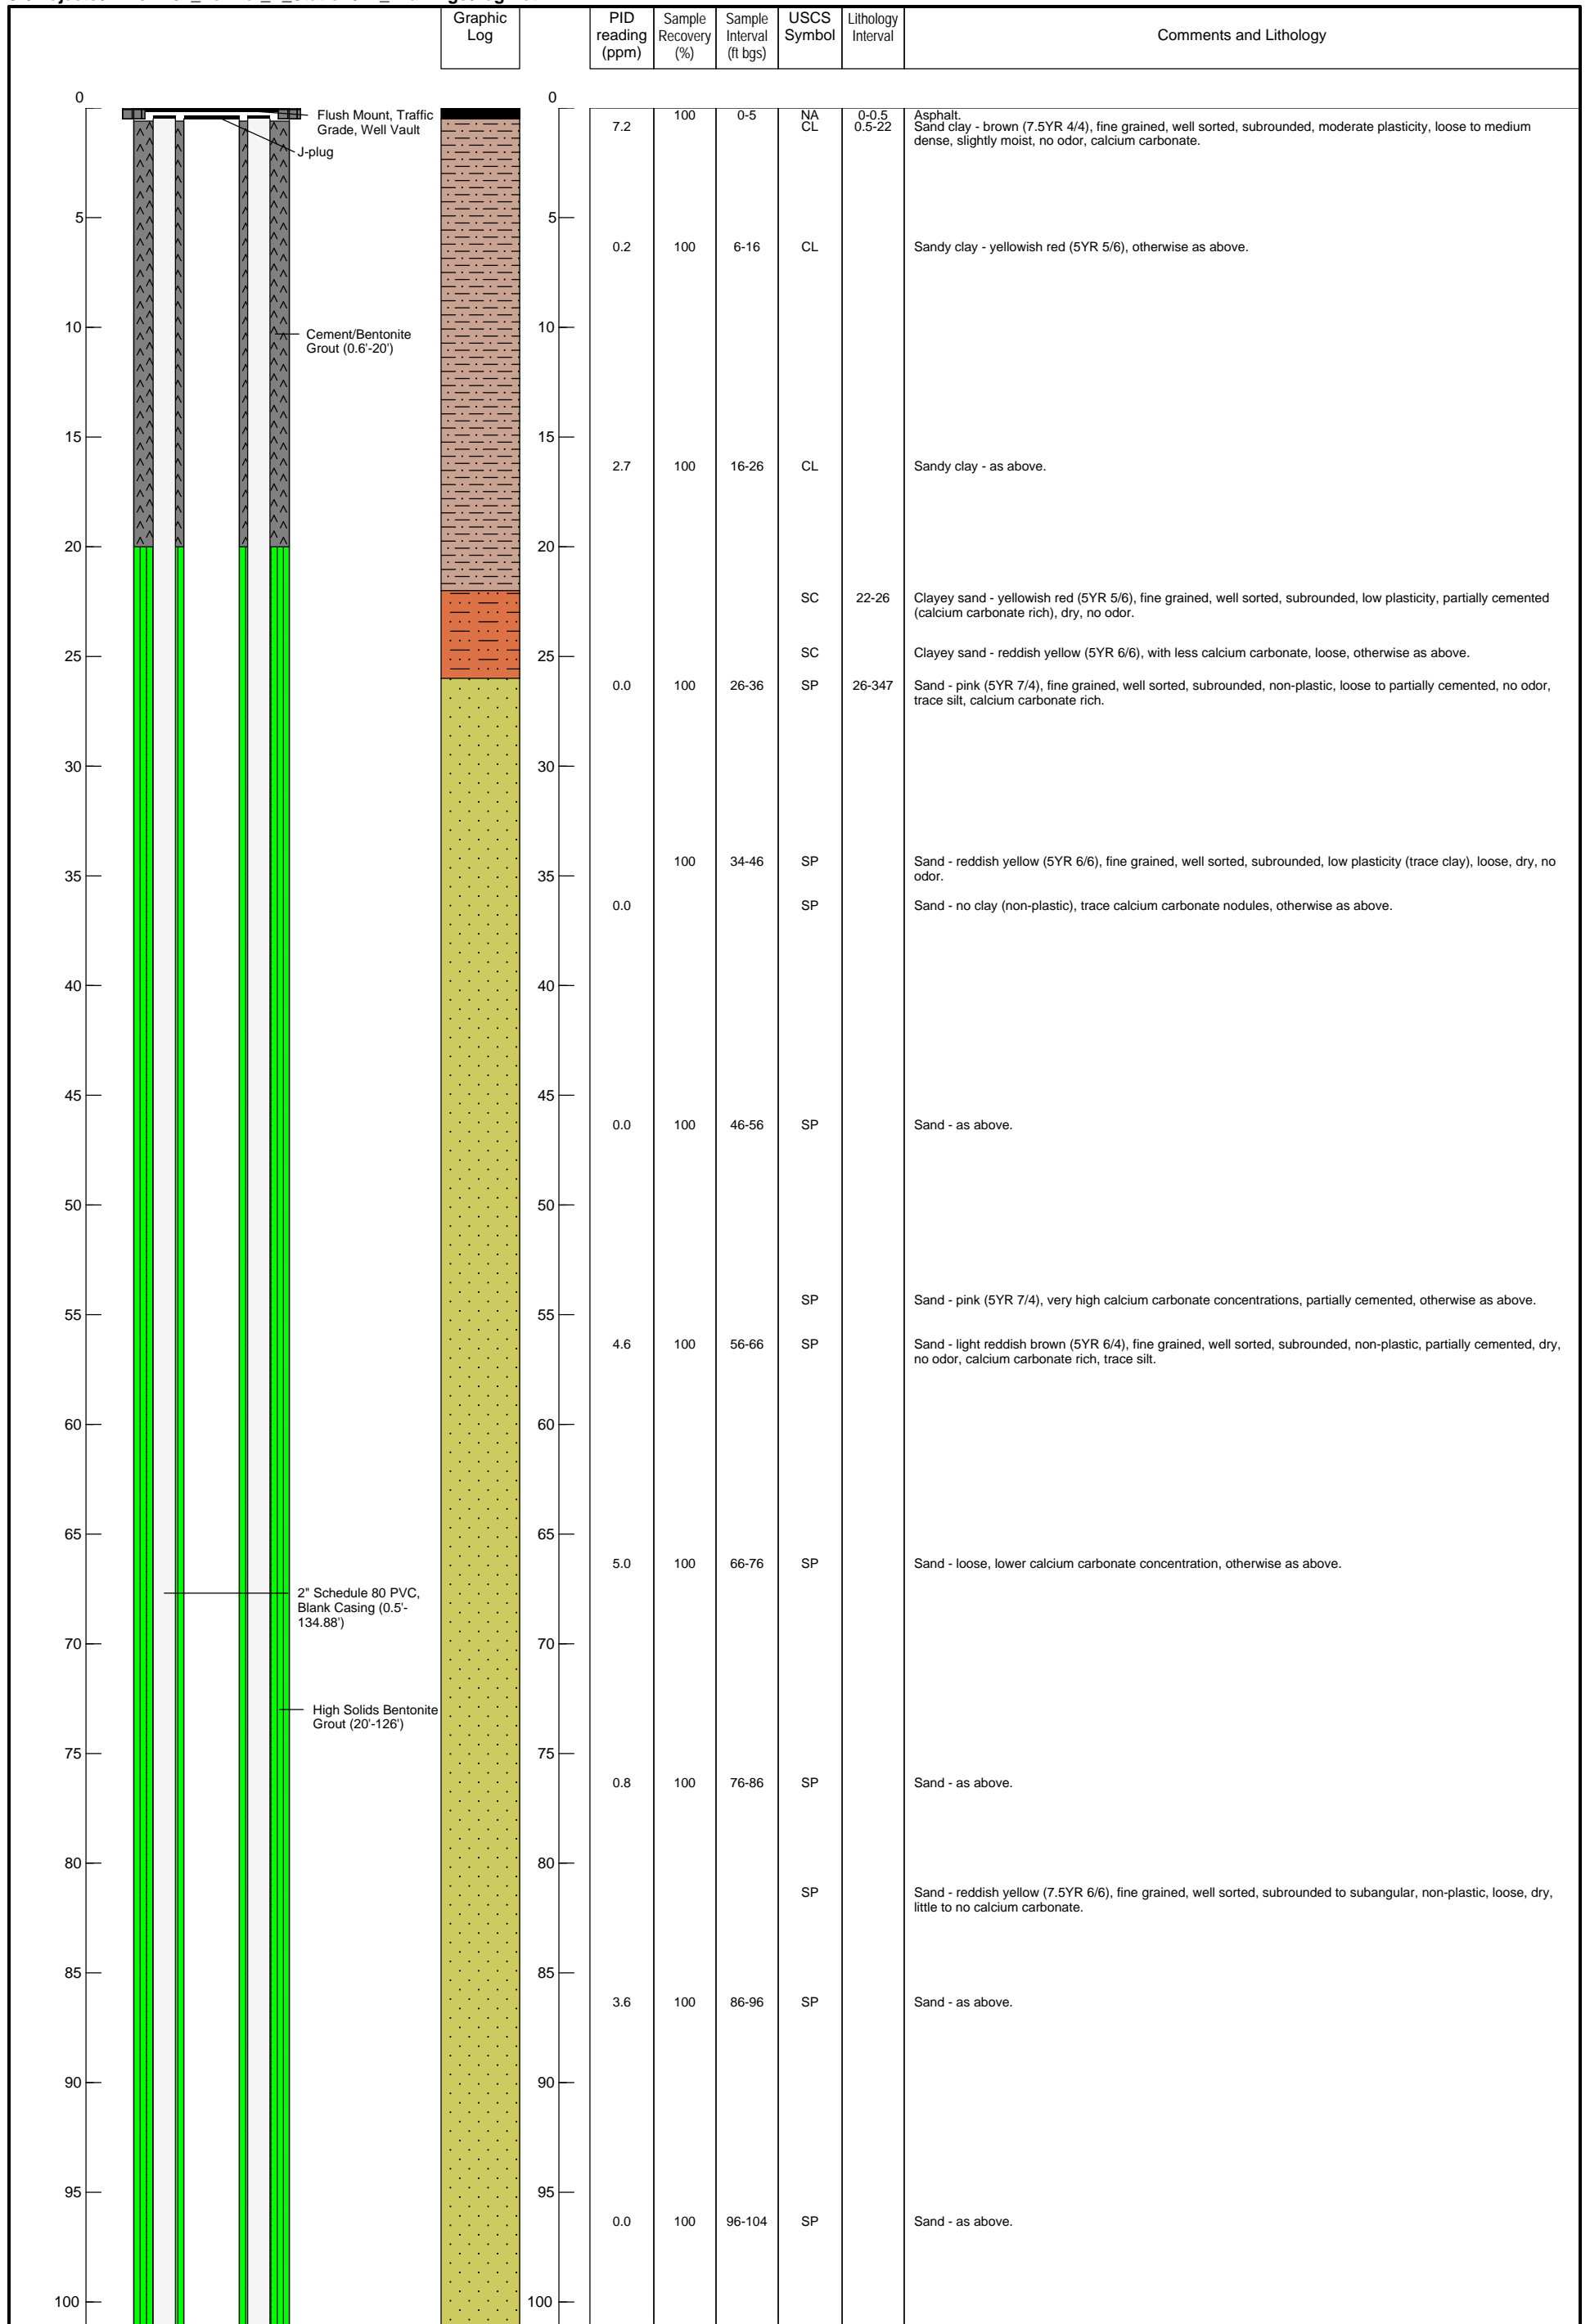 Graphic
Log
PID
reading
(ppm)
Sample
Recovery
(%)
Sample
Interval
(ft bgs)
USCS
Symbol
Lithology
Interval
Comments and Lithology
0
0
Flush Mount, Traffic
Grade, Well Vault
J-plug
100 0-5 NA 0-0.5 Asphalt.
7.2 CL 0.5-22 Sand clay - brown (7.5YR 4/4), fine grained, well sorted, subrounded, moderate plasticity, loose to medium
dense, slightly moist, no odor, calcium carbonate.
5
5
0.2 100 6-16 CL Sandy clay - yellowish red (5YR 5/6), otherwise as above.
10
10
Cement/Bentonite
Grout (0.6'-20')
15
15
2.7 100 16-26 CL Sandy clay - as above.
20
20
SC 22-26 Clayey sand - yellowish red (5YR 5/6), fine grained, well sorted, subrounded, low plasticity, partially cemented
(calcium carbonate rich), dry, no odor.
25
25
SC Clayey sand - reddish yellow (5YR 6/6), with less calcium carbonate, loose, otherwise as above.
0.0 100 26-36 SP 26-347 Sand - pink (5YR 7/4), fine grained, well sorted, subrounded, non-plastic, loose to partially cemented, no odor,
trace silt, calcium carbonate rich.
30
30
100 34-46 SP Sand - reddish yellow (5YR 6/6), fine grained, well sorted, subrounded, low plasticity (trace clay), loose, dry, no
odor.
35
35
0.0 SP Sand - no clay (non-plastic), trace calcium carbonate nodules, otherwise as above.
40
40
45
45
0.0 100 46-56 SP Sand - as above.
50
50
SP Sand - pink (5YR 7/4), very high calcium carbonate concentrations, partially cemented, otherwise as above.
55
55
4.6 100 56-66 SP Sand - light reddish brown (5YR 6/4), fine grained, well sorted, subrounded, non-plastic, partially cemented, dry,
no odor, calcium carbonate rich, trace silt.
60
60
65
65
5.0 100 66-76 SP Sand - loose, lower calcium carbonate concentration, otherwise as above.
2" Schedule 80 PVC,
Blank Casing (0.5'-
134.88')
70
70
High Solids Bentonite
Grout (20'-126')
75
75
0.8 100 76-86 SP Sand - as above.
80
80
SP Sand - reddish yellow (7.5YR 6/6), fine grained, well sorted, subrounded to subangular, non-plastic, loose, dry,
little to no calcium carbonate.
85
85
3.6 100 86-96 SP Sand - as above.
90
90
95
95
0.0 100 96-104 SP Sand - as above.
100
100